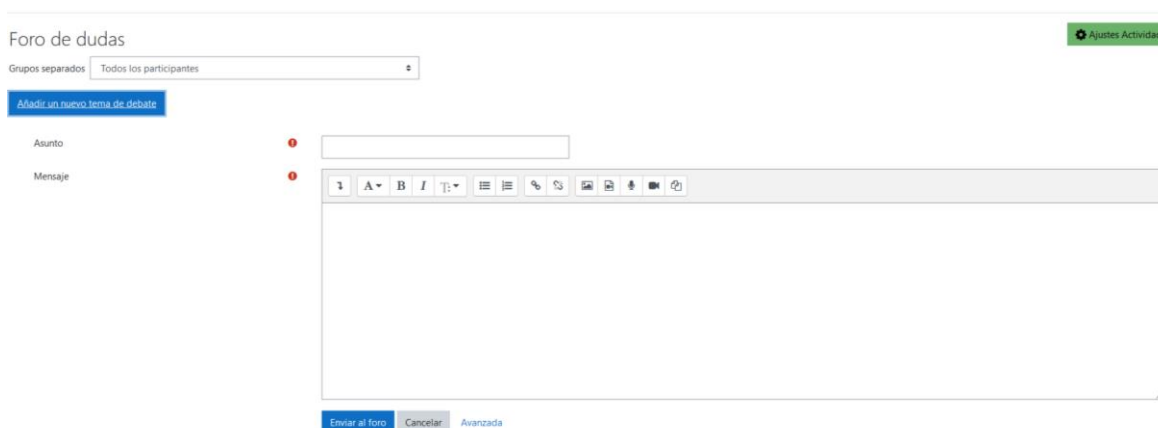 Foro de dudas
Ajustes Actividad
Grupos separados Todos los participantes
Añadir un nuevo tema de debate
Asunto
Mensaje
A B I T:
Enviar al foro Cancelar Avanzada